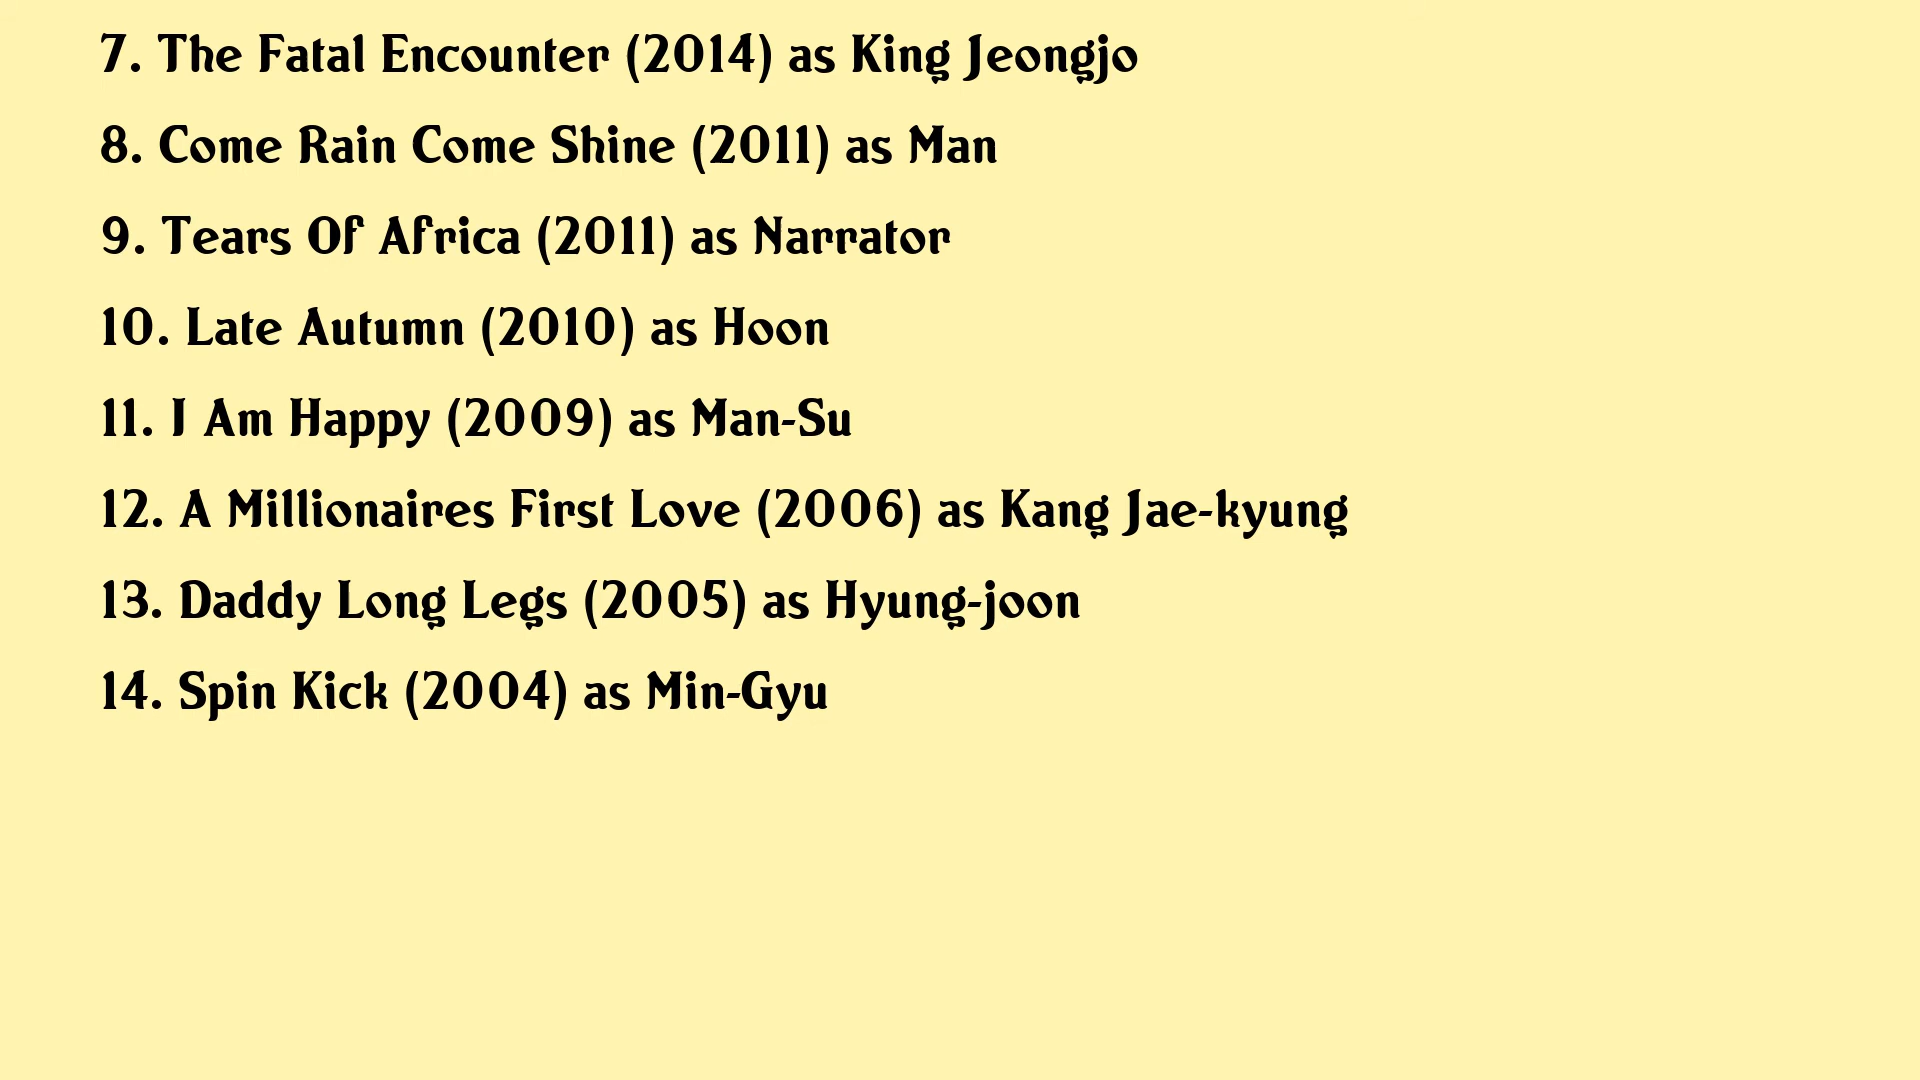 7. The Fatal Encounter (2014) as King Jeongjo
8. Come Rain Come Shine (2011) as Man
9. Tears Of Africa (2011) as Narrator
10. Late Autumn (2010) as Hoon
11. I Am Happy (2009) as Man-Su
12. A Millionaires First Love (2006) as Kang Jae-kyung
13. Daddy Long Legs (2005) as Hyung-joon
14. Spin Kick (2004) as Min-Gyu